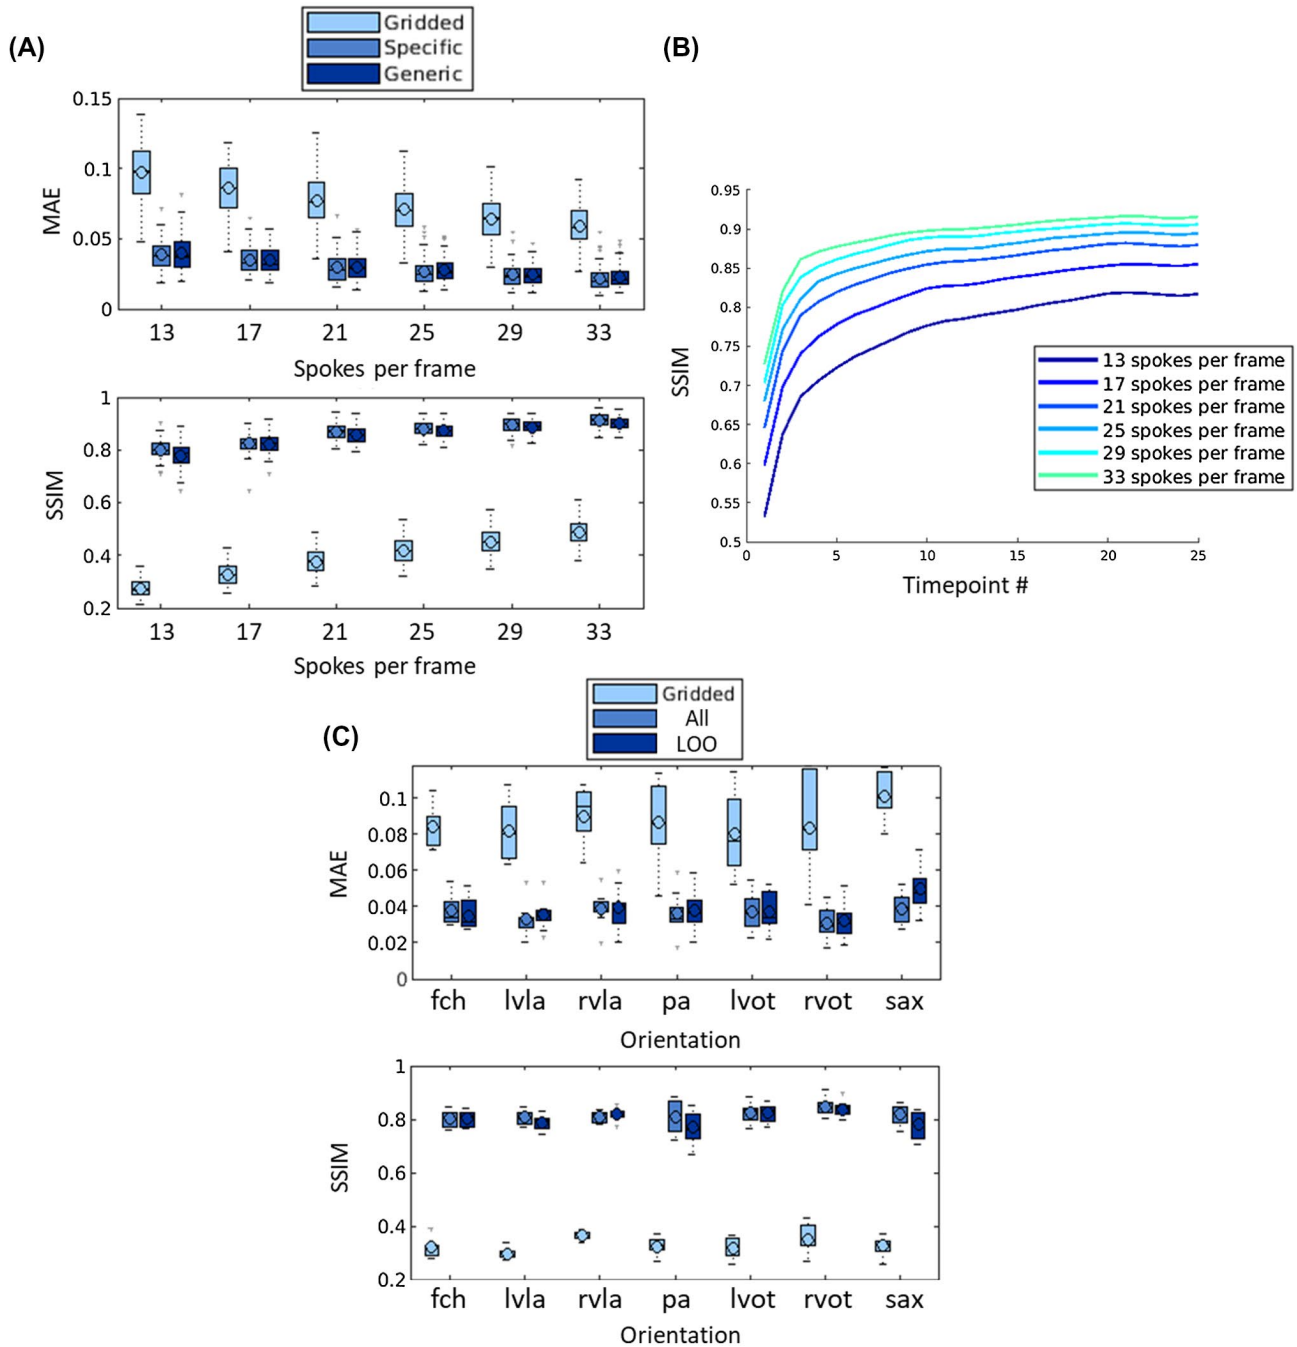 (A)
Gridded
Specific
Generic
0.15
0.1
0.05
0
MAE
13 17 21 25 29 33
Spokes per frame
1
0.8
0.6
0.4
0.2
SSIM
13 17 21 25 29 33
Spokes per frame
(B)
0.95
0.9
0.85
0.8
0.75
0.7
0.65
0.6
0.55
0.5
SSIM
0 5 10 15 20 25
Timepoint #
13 spokes per frame
17 spokes per frame
21 spokes per frame
25 spokes per frame
29 spokes per frame
33 spokes per frame
(C)
Gridded
All
LOO
0.1
0.08
0.06
0.04
0.02
0
MAE
fch lvla rvla pa lvot rvot sax
Orientation
1
0.8
0.6
0.4
0.2
SSIM
fch lvla rvla pa lvot rvot sax
Orientation